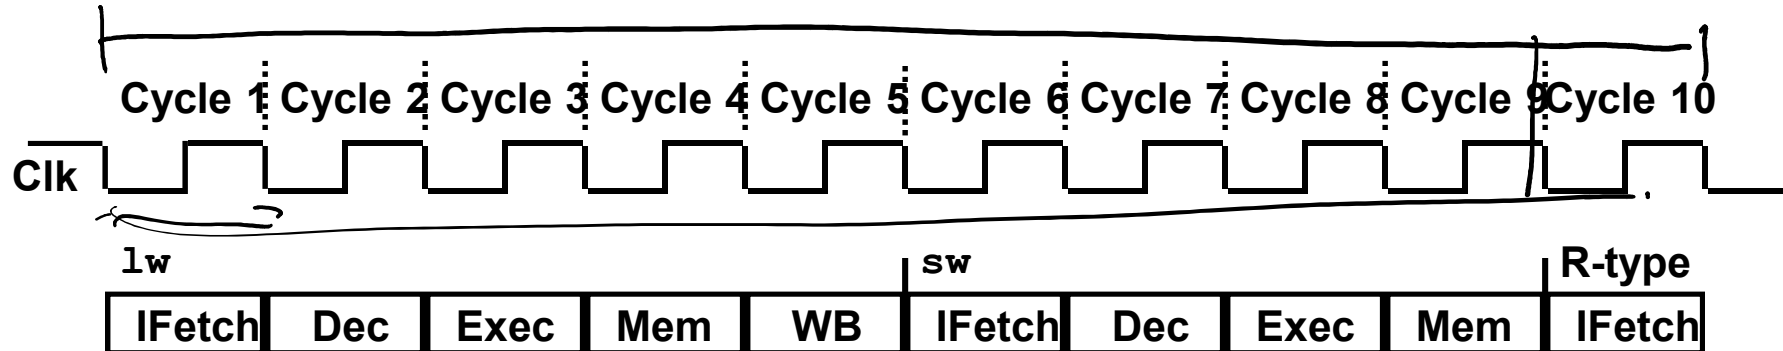 Cycle 1 Cycle 2 Cycle 3 Cycle 4 Cycle 5 Cycle 6 Cycle 7 Cycle 8 Cycle 9 Cycle 10
Clk
lw sw R-type
IFetch Dec Exec Mem WB IFetch Dec Exec Mem IFetch